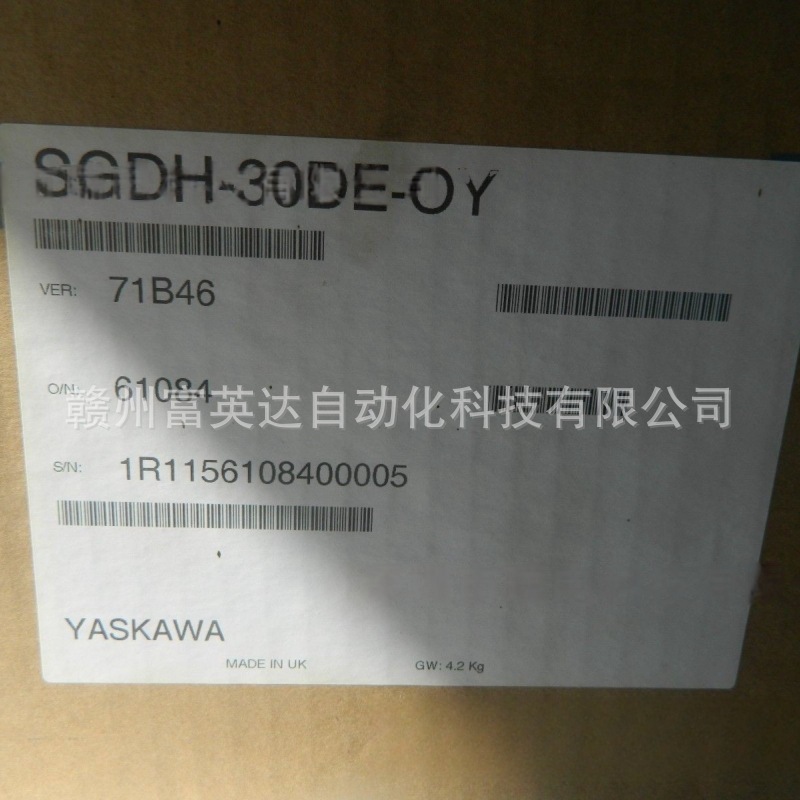 SGDH-30DE-OY
VER: 71B46
O/N: 61084
赣州富英达自动化科技有限公司
S/N: 1R1156108400005
YASKAWA
MADE IN UK GW: 4.2 Kg